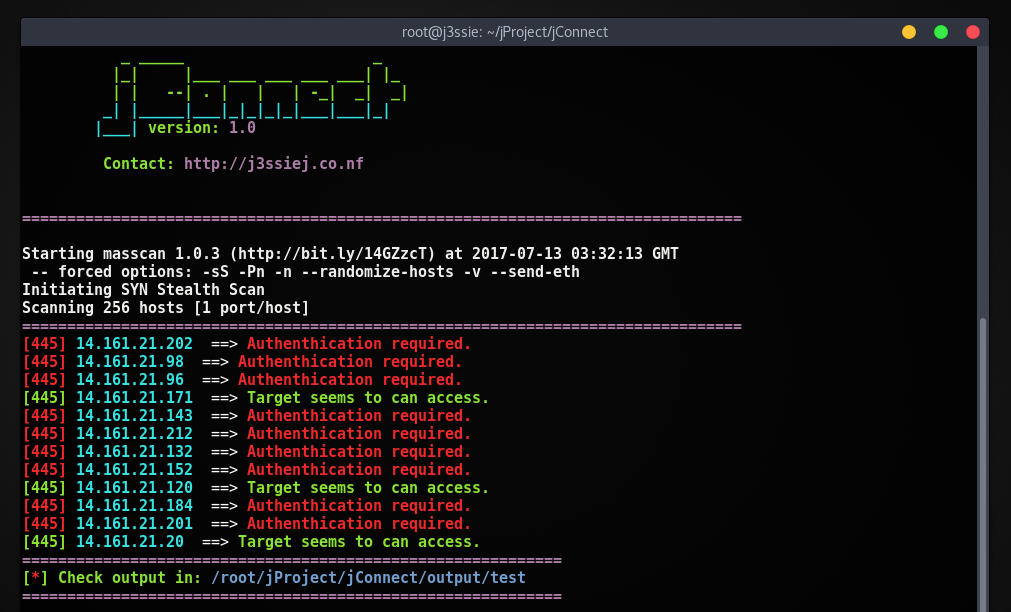 root@j3ssie: ~/jProject/jConnect
jConnect
version: 1.0
Contact: http://j3ssiej.co.nf
================================================================================
Starting masscan 1.0.3 (http://bit.ly/14GZzcT) at 2017-07-13 03:32:13 GMT
-- forced options: -sS -Pn -n --randomize-hosts -v --send-eth
Initiating SYN Stealth Scan
Scanning 256 hosts [1 port/host]
================================================================================
[445] 14.161.21.202  ==> Authenthication required.
[445] 14.161.21.98  ==> Authenthication required.
[445] 14.161.21.96  ==> Authenthication required.
[445] 14.161.21.171  ==> Target seems to can access.
[445] 14.161.21.143  ==> Authenthication required.
[445] 14.161.21.212  ==> Authenthication required.
[445] 14.161.21.132  ==> Authenthication required.
[445] 14.161.21.152  ==> Authenthication required.
[445] 14.161.21.120  ==> Target seems to can access.
[445] 14.161.21.184  ==> Authenthication required.
[445] 14.161.21.201  ==> Authenthication required.
[445] 14.161.21.20  ==> Target seems to can access.
============================================================
[*] Check output in: /root/jProject/jConnect/output/test
============================================================